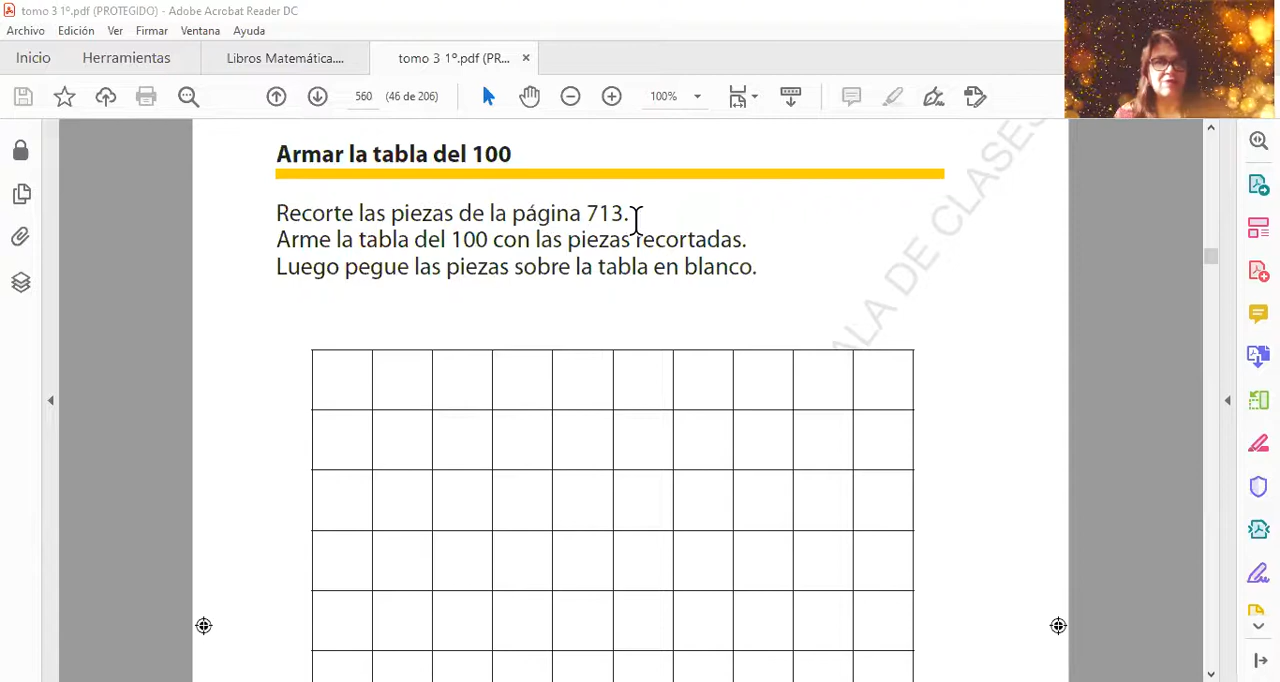 tomo 3 1º.pdf (PROTEGIDO) - Adobe Acrobat Reader DC
Archivo Edición Ver Firmar Ventana Ayuda
Inicio Herramientas Libros Matemática.... tomo 3 1º.pdf (PR... ×
560 (46 de 206) 100%
Armar la tabla del 100
Recorte las piezas de la página 713.
Arme la tabla del 100 con las piezas recortadas.
Luego pegue las piezas sobre la tabla en blanco.
ALA DE CLASES